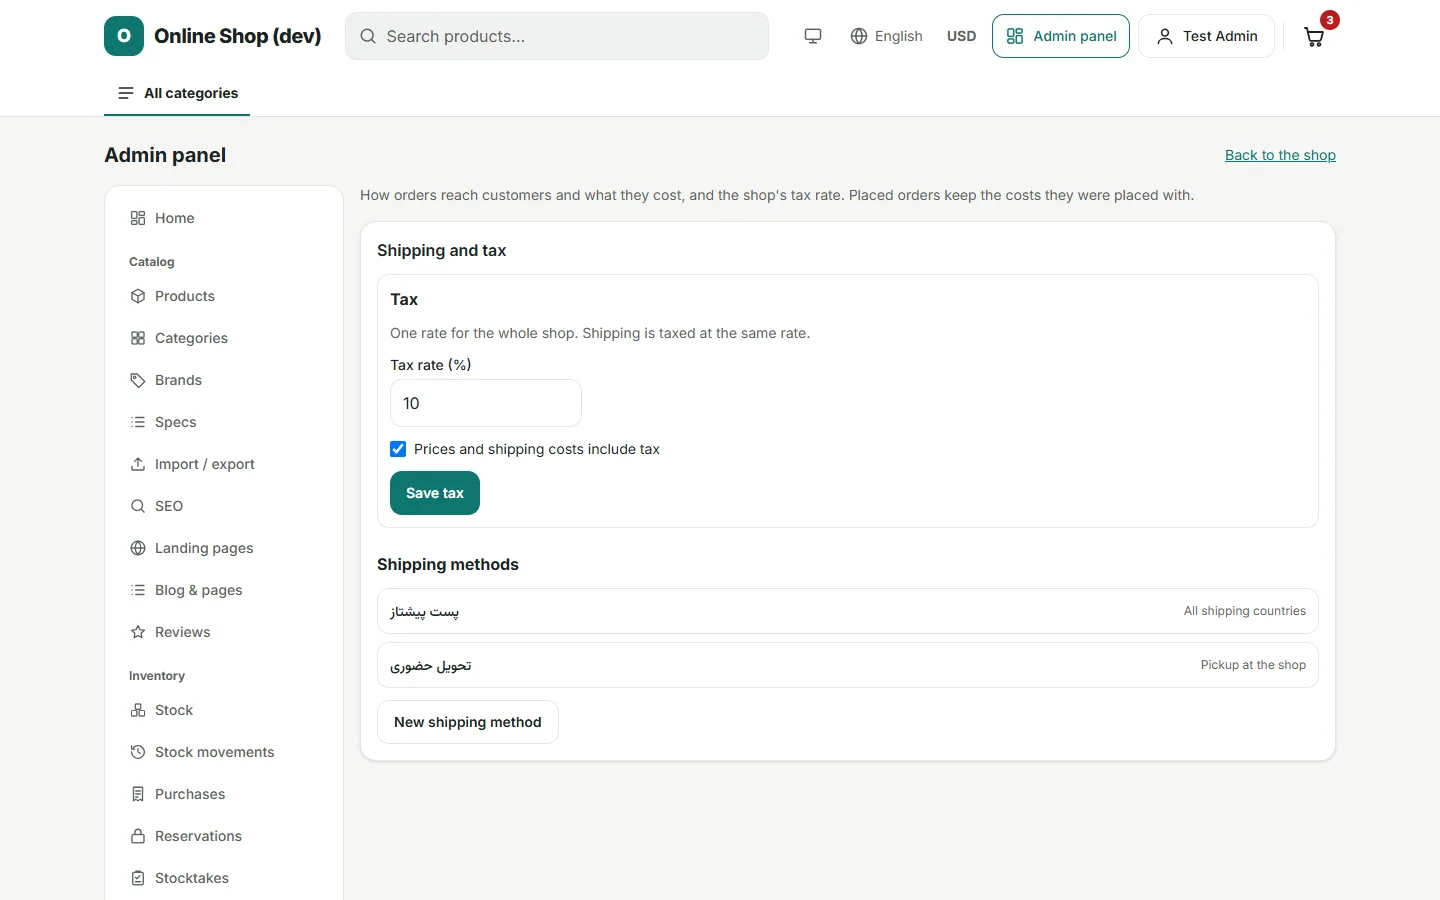 O
Online Shop (dev)
Search products...
English
USD
Admin panel
Test Admin
3
All categories
Admin panel
Back to the shop
Home
Catalog
Products
Categories
Brands
Specs
Import / export
SEO
Landing pages
Blog & pages
Reviews
Inventory
Stock
Stock movements
Purchases
Reservations
Stocktakes
How orders reach customers and what they cost, and the shop's tax rate. Placed orders keep the costs they were placed with.
Shipping and tax
Tax
One rate for the whole shop. Shipping is taxed at the same rate.
Tax rate (%)
10
Prices and shipping costs include tax
Save tax
Shipping methods
پست پیشتاز
All shipping countries
تحویل حضوری
Pickup at the shop
New shipping method